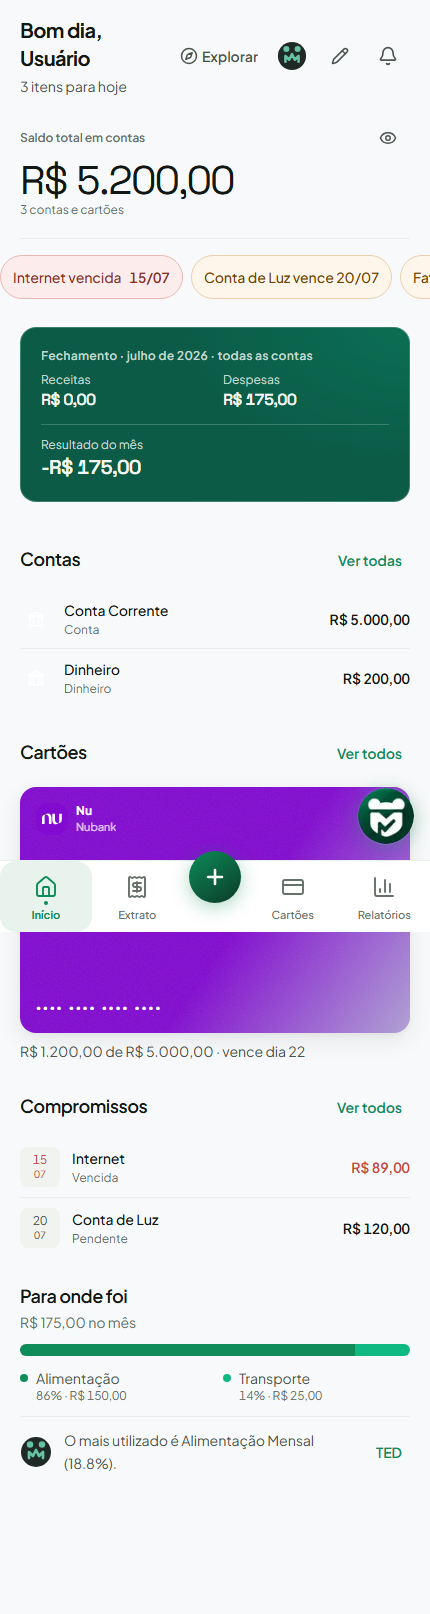 Bom dia,
Usuário
3 itens para hoje
Explorar
Saldo total em contas
R$ 5.200,00
3 contas e cartões
Internet vencida 15/07
Conta de Luz vence 20/07
Fa
Fechamento · julho de 2026 · todas as contas
Receitas
R$ 0,00
Despesas
R$ 175,00
Resultado do mês
-R$ 175,00
Contas
Ver todas
Conta Corrente
Conta
R$ 5.000,00
Dinheiro
Dinheiro
R$ 200,00
Cartões
Ver todos
nu
Nu
Nubank
Início
Extrato
+
Cartões
Relatórios
•••• •••• •••• ••••
R$ 1.200,00 de R$ 5.000,00 · vence dia 22
Compromissos
Ver todos
15
07
Internet
Vencida
R$ 89,00
20
07
Conta de Luz
Pendente
R$ 120,00
Para onde foi
R$ 175,00 no mês
Alimentação
86% · R$ 150,00
Transporte
14% · R$ 25,00
O mais utilizado é Alimentação Mensal
(18.8%).
TED